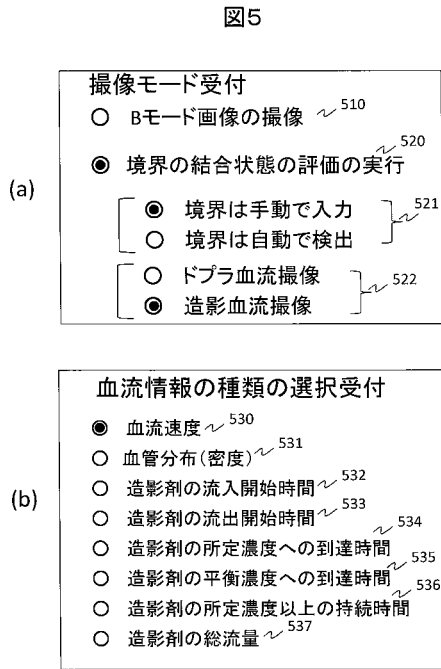 図5
撮像モード受付
○ Bモード画像の撮像 510
◉ 境界の結合状態の評価の実行 520
(a)
◉ 境界は手動で入力
○ 境界は自動で検出
521
○ ドプラ血流撮像
◉ 造影血流撮像
522
血流情報の種類の選択受付
◉ 血流速度 530
○ 血管分布(密度) 531
○ 造影剤の流入開始時間 532
○ 造影剤の流出開始時間 533
(b)
○ 造影剤の所定濃度への到達時間 534
○ 造影剤の平衡濃度への到達時間 535
○ 造影剤の所定濃度以上の持続時間 536
○ 造影剤の総流量 537